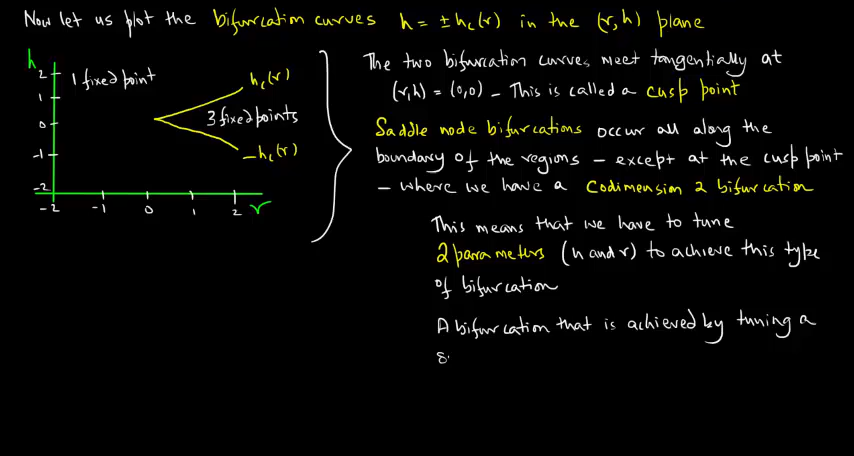 Now let us plot the bifurcation curves h = ± hc(r) in the (r, h) plane
h
2
1
0
-1
-2
1 fixed point
hc(r)
3 fixed points
-hc(r)
-2 -1 0 1 2 r
The two bifurcation curves meet tangentially at
(r,h) = (0,0) - This is called a cusp point
Saddle node bifurcations occur all along the
boundary of the regions - except at the cusp point
- where we have a Codimension 2 bifurcation
This means that we have to tune
2 parameters (h and r) to achieve this type
of bifurcation
A bifurcation that is achieved by tuning a
s